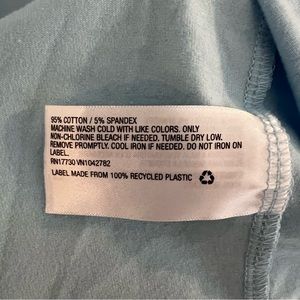 95% COTTON / 5% SPANDEX
MACHINE WASH COLD WITH LIKE COLORS. ONLY
NON-CHLORINE BLEACH IF NEEDED, TUMBLE DRY LOW.
REMOVE PROMPTLY. COOL IRON IF NEEDED. DO NOT IRON ON
LABEL.
RN17730 VN1042782
LABEL MADE FROM 100% RECYCLED PLASTIC